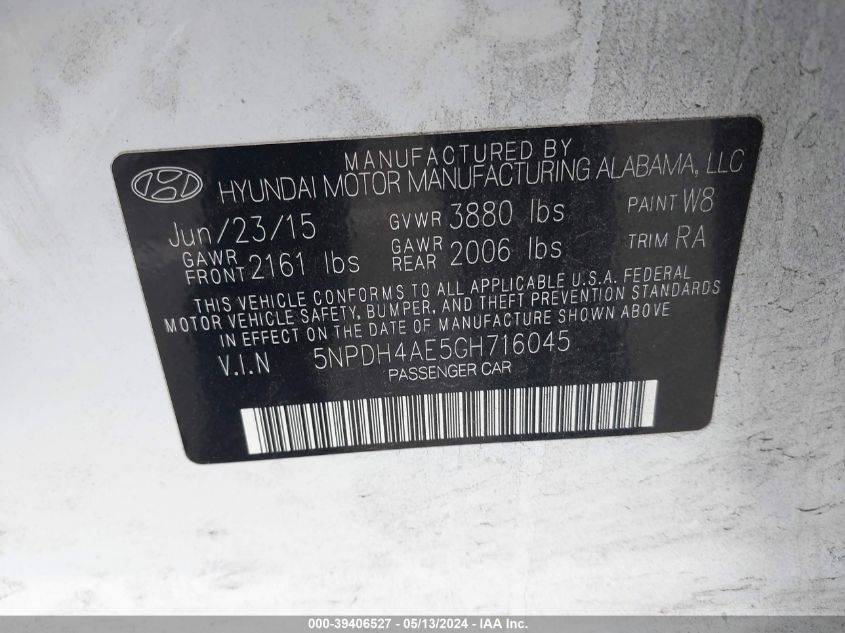 MANUFACTURED BY
HYUNDAI MOTOR MANUFACTURING ALABAMA, LLC
Jun/23/15 GVWR 3880 lbs PAINT W8
GAWR FRONT 2161 lbs GAWR REAR 2006 lbs TRIM RA
THIS VEHICLE CONFORMS TO ALL APPLICABLE U.S.A. FEDERAL
MOTOR VEHICLE SAFETY, BUMPER, AND THEFT PREVENTION STANDARDS
IN EFFECT ON THE DATE OF MANUFACTURE SHOWN ABOVE
V.I.N 5NPDH4AE5GH716045
PASSENGER CAR
000-39406527 - 05/13/2024 - IAA Inc.